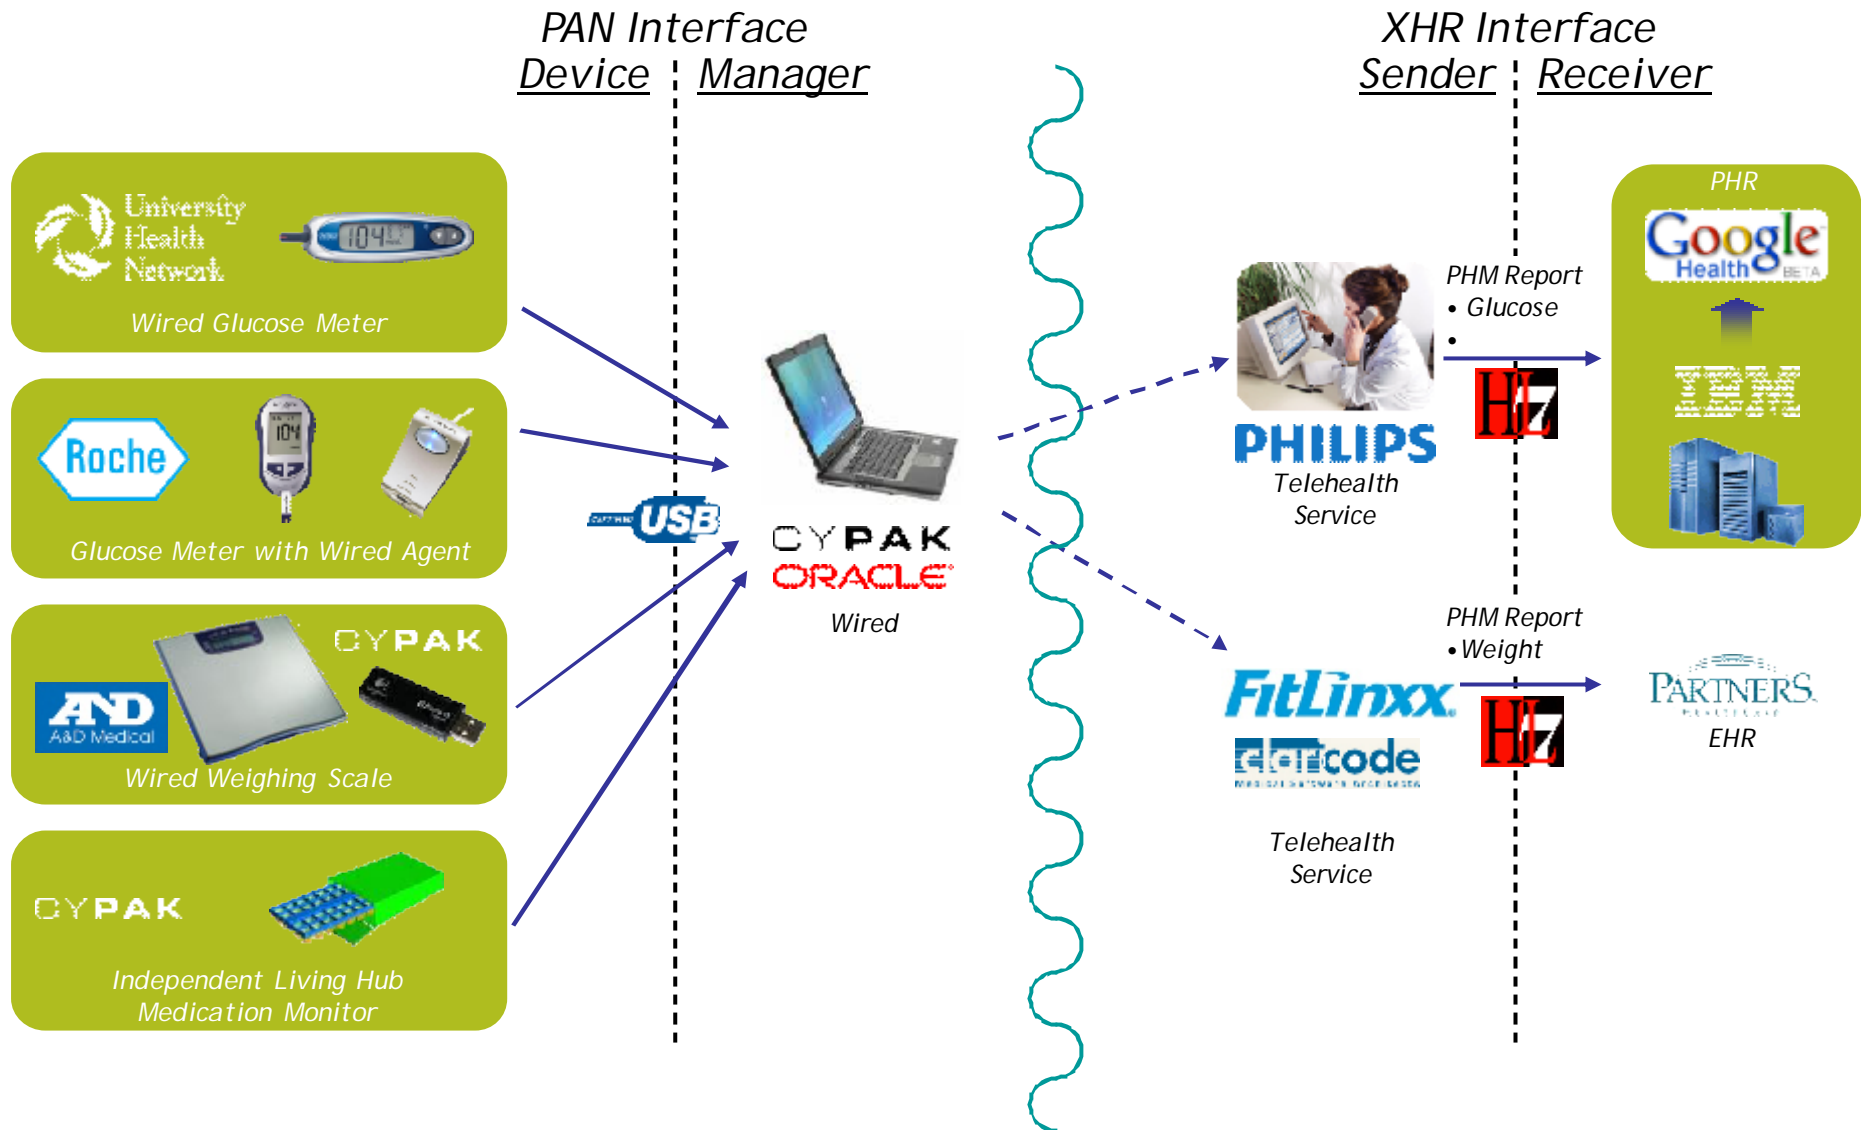 PAN Interface
Device
Manager
XHR Interface
Sender
Receiver
University
Health
Network
104
Wired Glucose Meter
Roche
104
Glucose Meter with Wired Agent
AND
A&D Medical
CYPAK
Wired Weighing Scale
CYPAK
Independent Living Hub
Medication Monitor
USB
CYPAK
ORACLE
Wired
PHILIPS
Telehealth
Service
PHM Report
• Glucose
•
HL7
PHR
Google
Health
BETA
IBM
FitLinxx
clarcode
Telehealth
Service
PHM Report
•Weight
HL7
PARTNERS
EHR